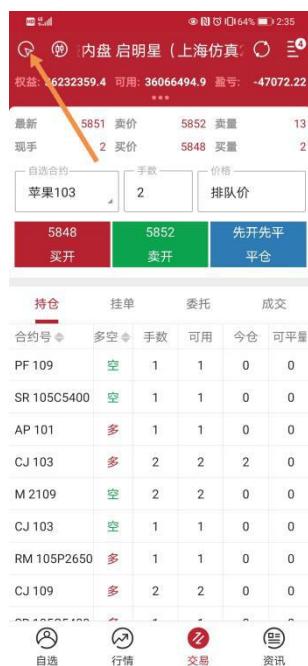 64% 2:35
内盘 启明星（上海仿真
权益: 36232359.4 可用: 36066494.9 盈亏: -47072.22
最新 5851 卖价 5852 卖量 13
现手 2 买价 5848 买量 2
自选合约 手数 价格
苹果103 2 排队价
5848 5852 先开先平
买开 卖开 平仓
持仓 挂单 委托 成交
合约号 多空 手数 可用 今仓 可平量
PF 109 空 1 1 0 0
SR 105C5400 空 1 1 0 0
AP 101 多 1 1 0 0
CJ 103 多 2 2 2 0
M 2109 空 2 2 0 0
CJ 103 空 1 1 0 0
RM 105P2650 多 1 1 0 0
CJ 109 多 2 2 0 0
自选 行情 交易 资讯